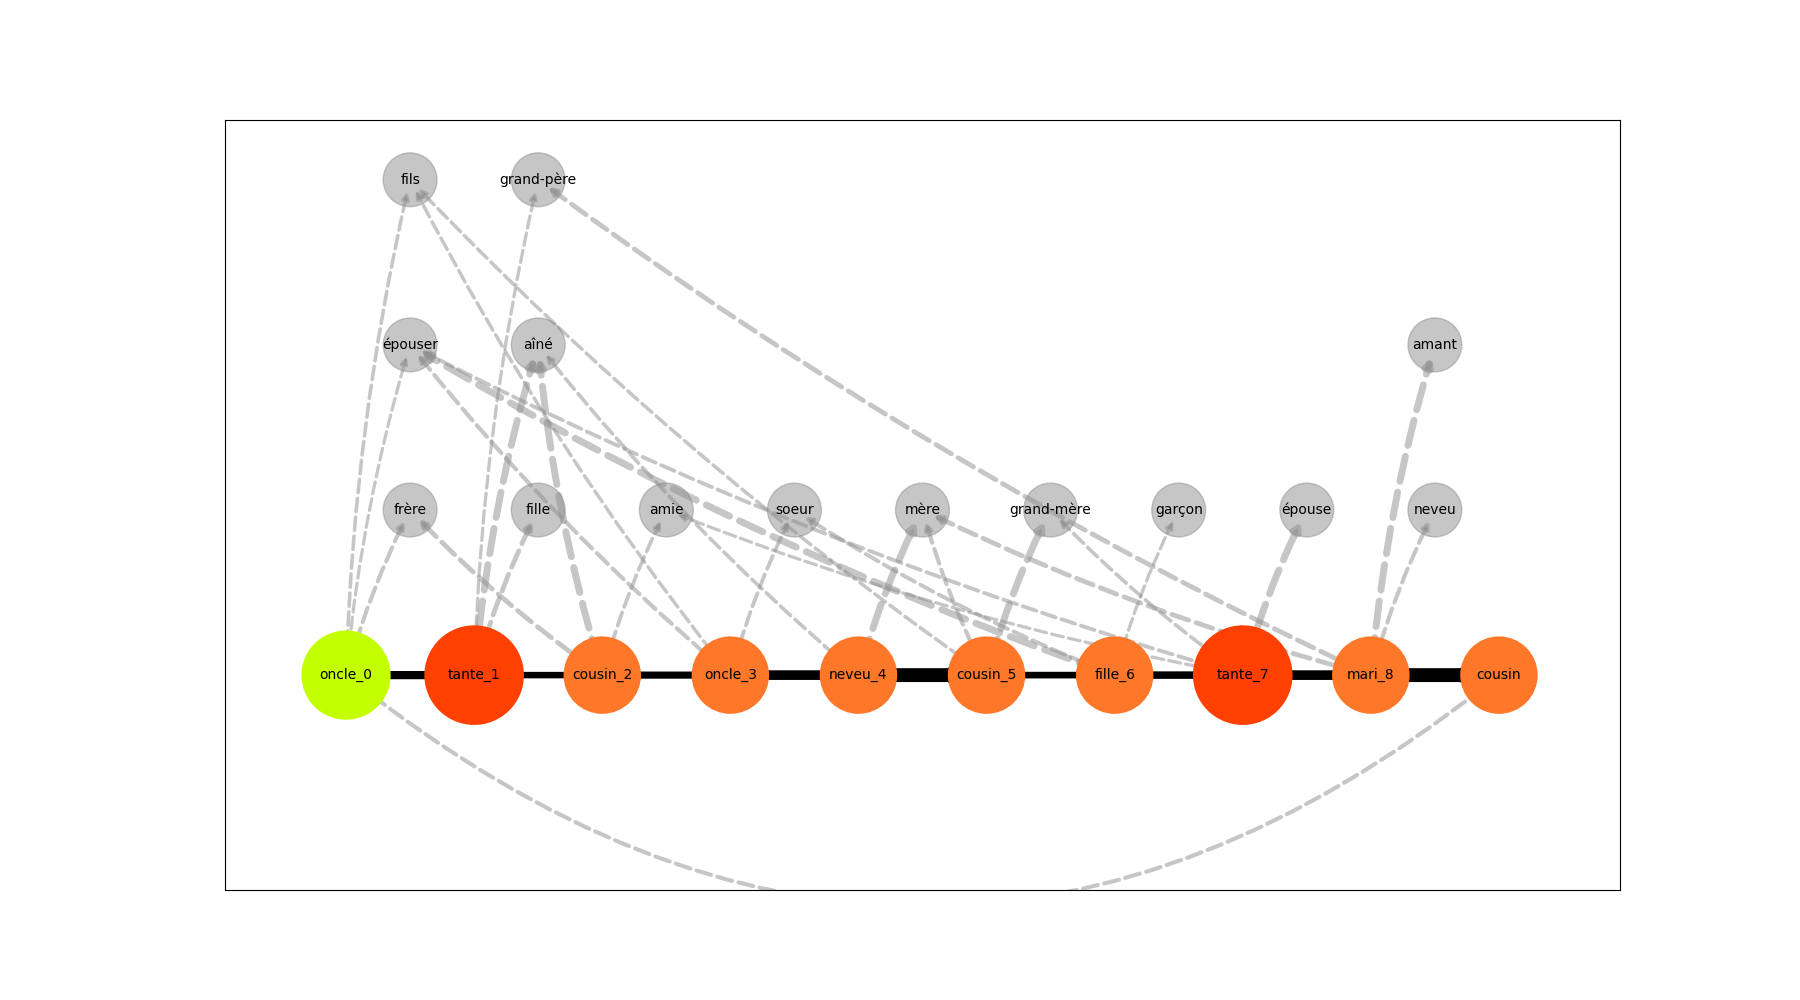 fils
grand-père
épouser
aîné
amant
frère
fille
amie
soeur
mère
grand-mère
garçon
épouse
neveu
oncle_0
tante_1
cousin_2
oncle_3
neveu_4
cousin_5
fille_6
tante_7
mari_8
cousin